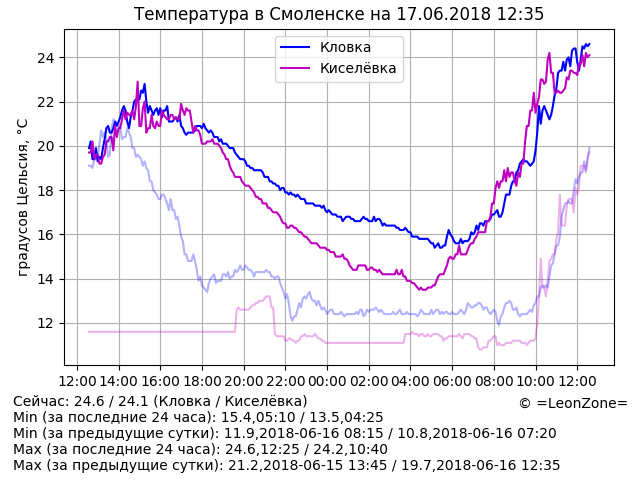 Температура в Смоленске на 17.06.2018 12:35
Кловка
Киселёвка
градусов Цельсия, °C
24
22
20
18
16
14
12
12:00 14:00 16:00 18:00 20:00 22:00 00:00 02:00 04:00 06:00 08:00 10:00 12:00
Сейчас: 24.6 / 24.1 (Кловка / Киселёвка)
© =LeonZone=
Min (за последние 24 часа): 15.4,05:10 / 13.5,04:25
Min (за предыдущие сутки): 11.9,2018-06-16 08:15 / 10.8,2018-06-16 07:20
Max (за последние 24 часа): 24.6,12:25 / 24.2,10:40
Max (за предыдущие сутки): 21.2,2018-06-15 13:45 / 19.7,2018-06-16 12:35